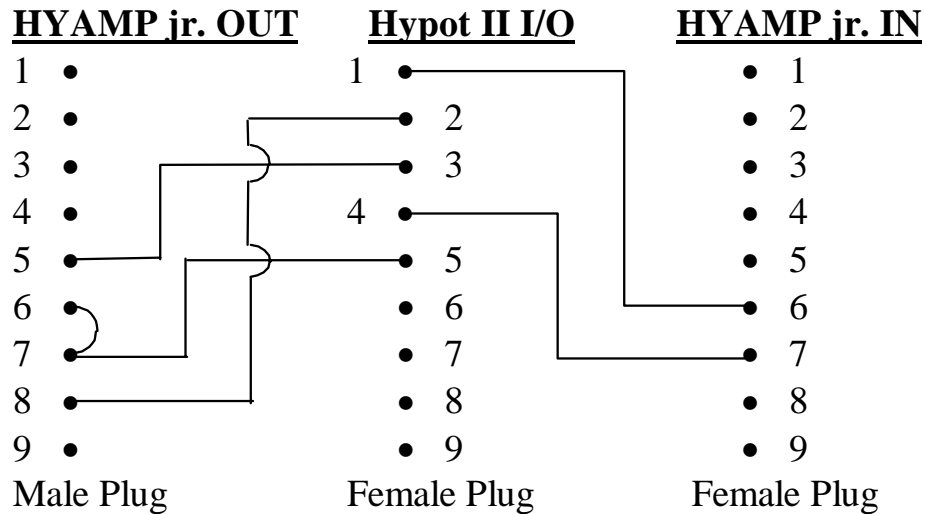 HYAMP jr. OUT Hypot II I/O HYAMP jr. IN
1 1 1
2 2 2
3 3 3
4 4 4
5 5 5
6 6 6
7 7 7
8 8 8
9 9 9
Male Plug Female Plug Female Plug